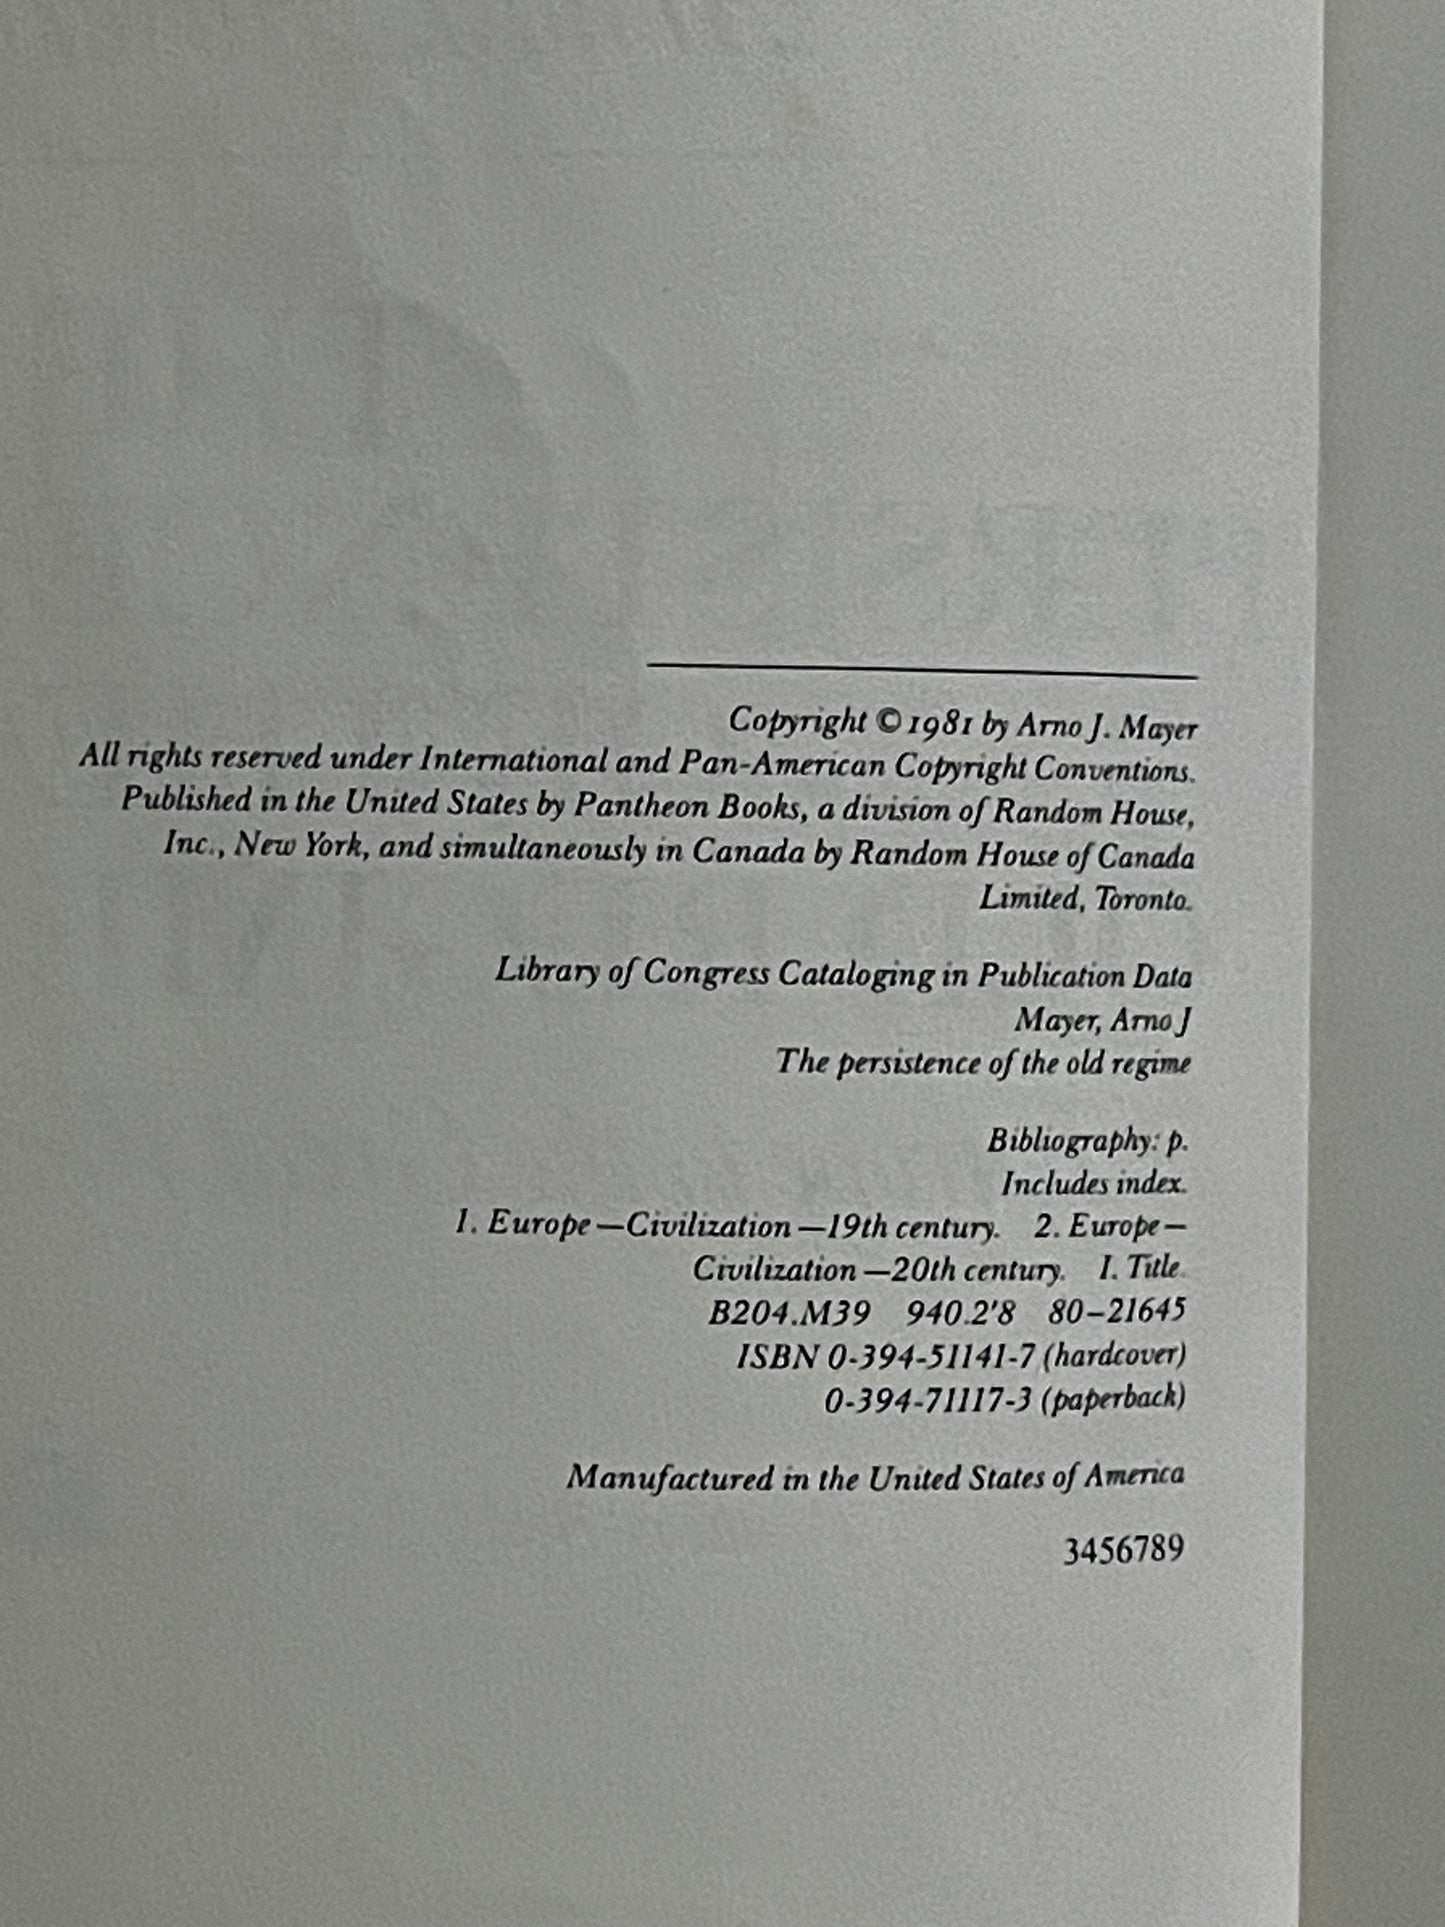 Copyright © 1981 by Arno J. Mayer
All rights reserved under International and Pan-American Copyright Conventions.
Published in the United States by Pantheon Books, a division of Random House,
Inc., New York, and simultaneously in Canada by Random House of Canada
Limited, Toronto.
Library of Congress Cataloging in Publication Data
Mayer, Arno J
The persistence of the old regime
Bibliography: p.
Includes index.
1. Europe—Civilization—19th century. 2. Europe—
Civilization—20th century. I. Title.
B204.M39 940.2'8 80-21645
ISBN 0-394-51141-7 (hardcover)
0-394-71117-3 (paperback)
Manufactured in the United States of America
3456789